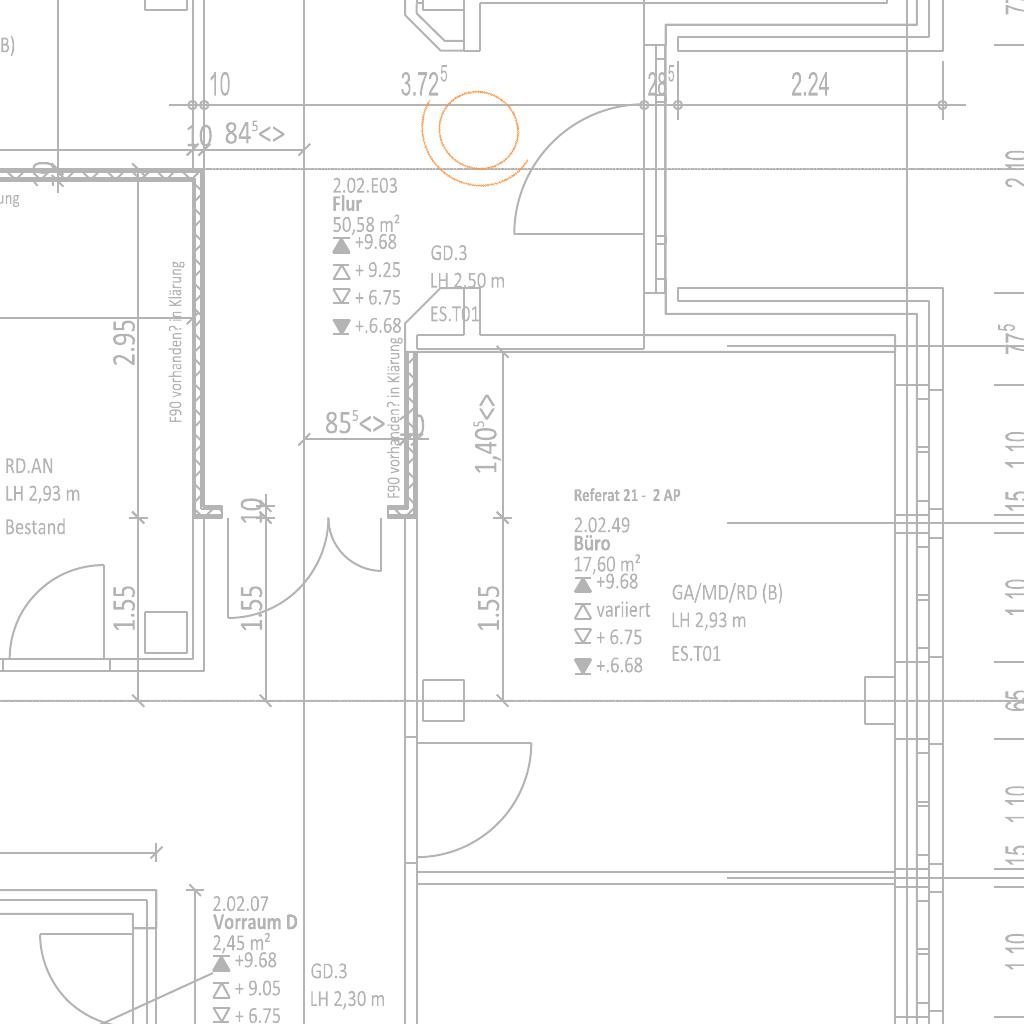 B)
10
3.72⁵
28⁵
2.24
10
84⁵<>
2.10
ung
2.02.E03
Flur
50,58 m²
+9.68
+ 9.25
+ 6.75
+.6.68
GD.3
LH 2.50 m
ES.T01
F90 vorhanden? in Klärung
2.95
77⁵
F90 vorhanden? in Klärung
85⁵<>
1,40⁵<>
1 10
RD.AN
LH 2,93 m
Bestand
10
15
Referat 21 - 2 AP
2.02.49
Büro
17,60 m²
+9.68
variiert
+ 6.75
+.6.68
GA/MD/RD (B)
LH 2,93 m
ES.T01
1.55
1.55
1.55
1 10
65
1 10
15
2.02.07
Vorraum D
2,45 m²
+9.68
+ 9.05
+ 6.75
GD.3
LH 2,30 m
1 10